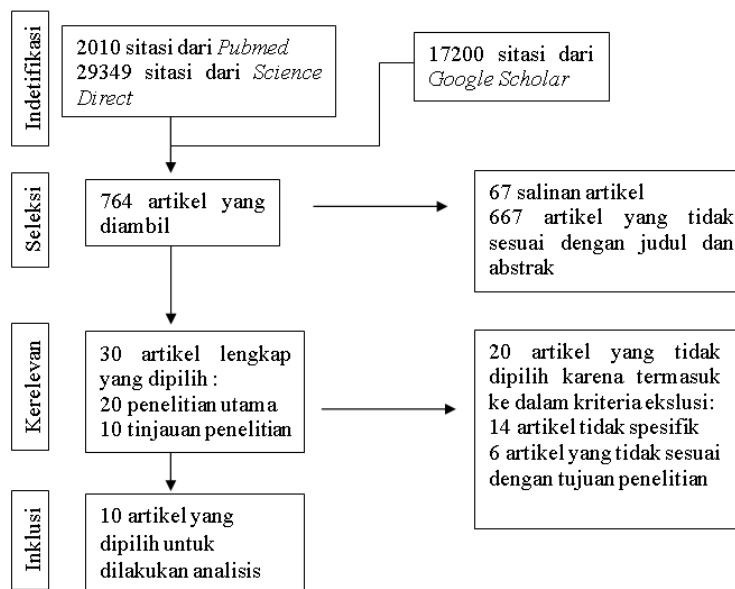 Indetifikasi
2010 sitasi dari Pubmed
29349 sitasi dari Science
Direct
17200 sitasi dari
Google Scholar
Seleksi
764 artikel yang
diambil
67 salinan artikel
667 artikel yang tidak
sesuai dengan judul dan
abstrak
Kerelevan
30 artikel lengkap
yang dipilih :
20 penelitian utama
10 tinjauan penelitian
20 artikel yang tidak
dipilih karena termasuk
ke dalam kriteria ekslusi:
14 artikel tidak spesifik
6 artikel yang tidak sesuai
dengan tujuan penelitian
Inklusi
10 artikel yang
dipilih untuk
dilakukan analisis